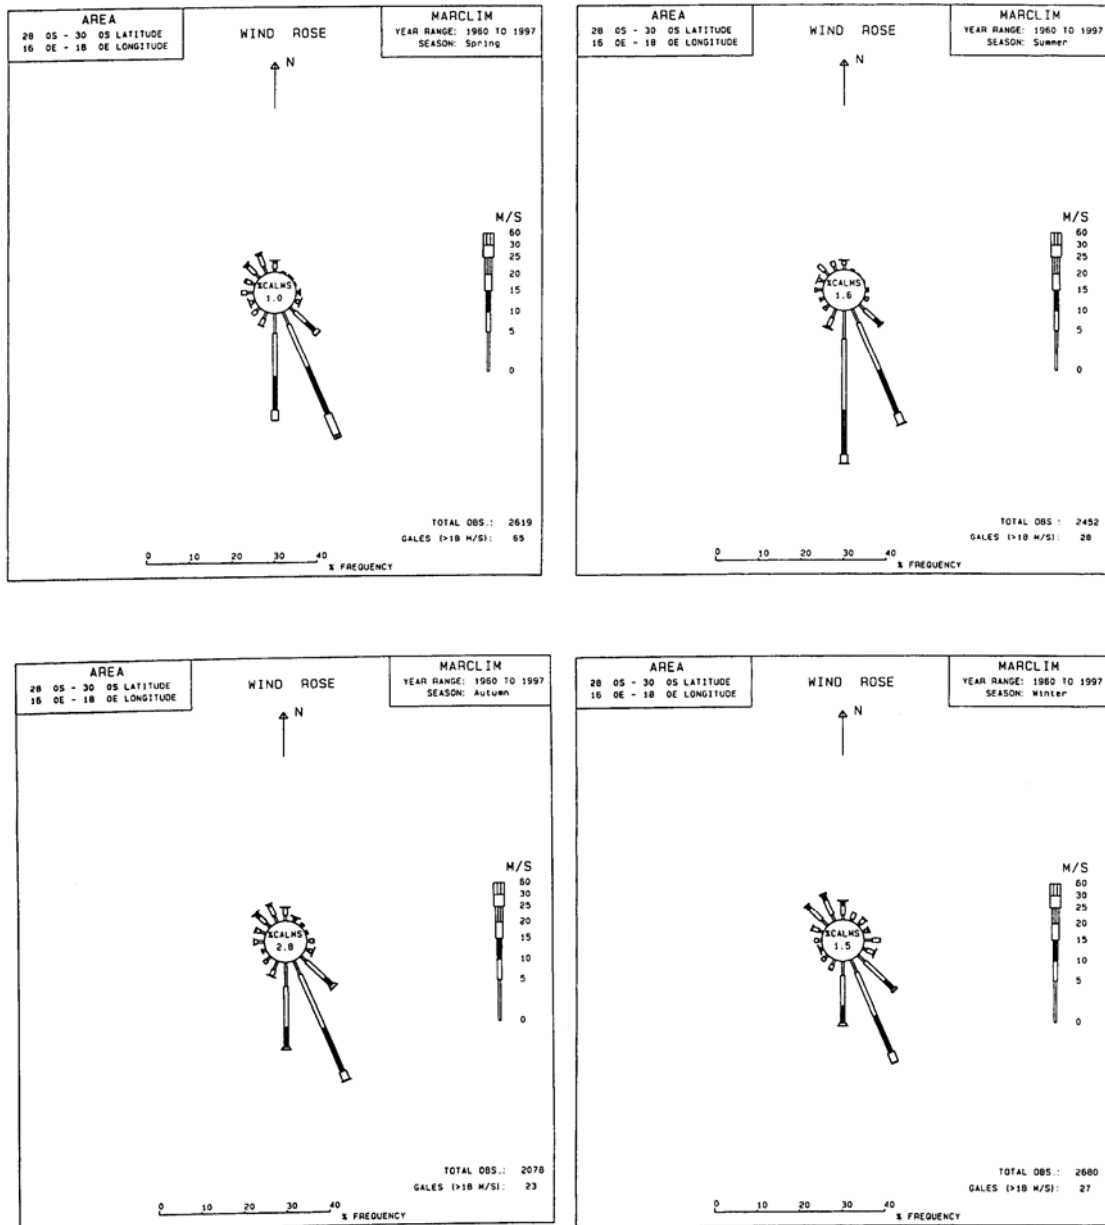 AREA
28 0S - 30 0S LATITUDE
16 0E - 18 0E LONGITUDE
WIND ROSE
MARCLIM
YEAR RANGE: 1960 TO 1997
SEASON: Spring
N
M/S
60
30
25
20
15
10
5
0
%CALMS
1.0
TOTAL OBS.: 2619
GALES (>18 M/S): 65
0 10 20 30 40
% FREQUENCY
AREA
28 0S - 30 0S LATITUDE
16 0E - 18 0E LONGITUDE
WIND ROSE
MARCLIM
YEAR RANGE: 1960 TO 1997
SEASON: Summer
N
M/S
60
30
25
20
15
10
5
0
%CALMS
1.6
TOTAL OBS : 2452
GALES (>18 M/S): 28
0 10 20 30 40
% FREQUENCY
AREA
28 0S - 30 0S LATITUDE
16 0E - 18 0E LONGITUDE
WIND ROSE
MARCLIM
YEAR RANGE: 1960 TO 1997
SEASON: Autumn
N
M/S
60
30
25
20
15
10
5
0
%CALMS
2.8
TOTAL OBS.: 2078
GALES (>18 M/S): 23
0 10 20 30 40
% FREQUENCY
AREA
28 0S - 30 0S LATITUDE
16 0E - 18 0E LONGITUDE
WIND ROSE
MARCLIM
YEAR RANGE: 1960 TO 1997
SEASON: Winter
N
M/S
60
30
25
20
15
10
5
0
%CALMS
1.5
TOTAL OBS.: 2680
GALES (>18 M/S): 27
0 10 20 30 40
% FREQUENCY